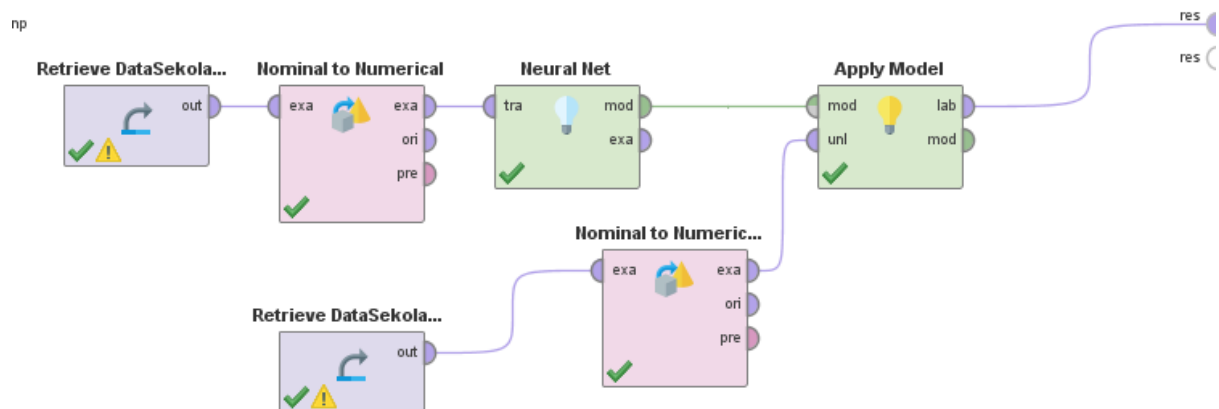 np
res
res
Retrieve DataSekola...
out
Nominal to Numerical
exa
exa
ori
pre
Neural Net
tra
mod
exa
Apply Model
mod
lab
unl
mod
Nominal to Numeric...
exa
exa
ori
pre
Retrieve DataSekola...
out